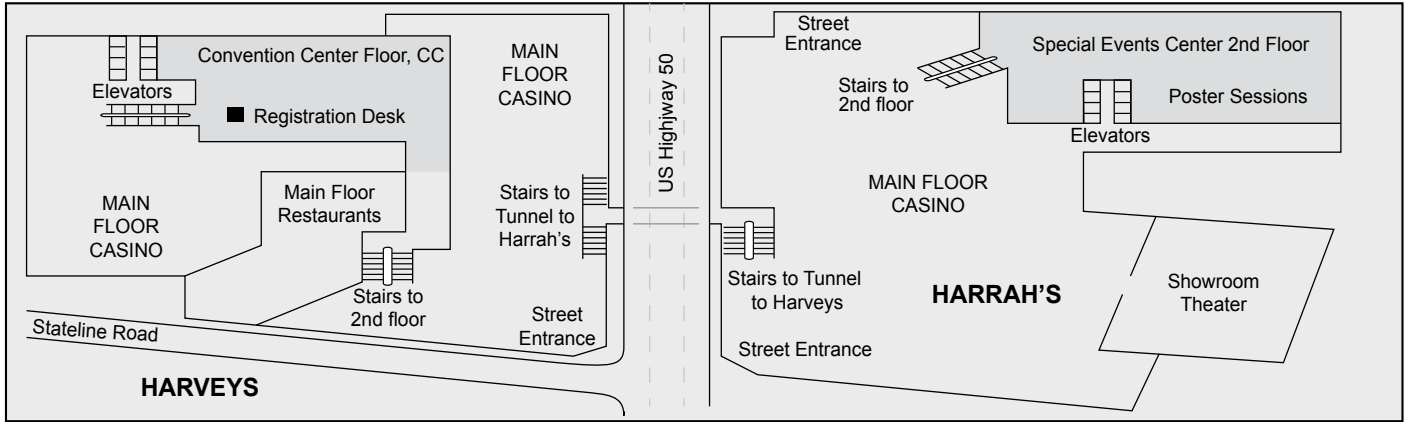 Convention Center Floor, CC
Elevators
Registration Desk
MAIN
FLOOR
CASINO
Main Floor
Restaurants
Stairs to
2nd floor
MAIN
FLOOR
CASINO
Stairs to
Tunnel to
Harrah's
Street
Entrance
Stateline Road
HARVEYS
US Highjway 50
Street
Entrance
Stairs to
2nd floor
Special Events Center 2nd Floor
Poster Sessions
Elevators
MAIN FLOOR
CASINO
Stairs to Tunnel
to Harveys
HARRAH'S
Showroom
Theater
Street Entrance